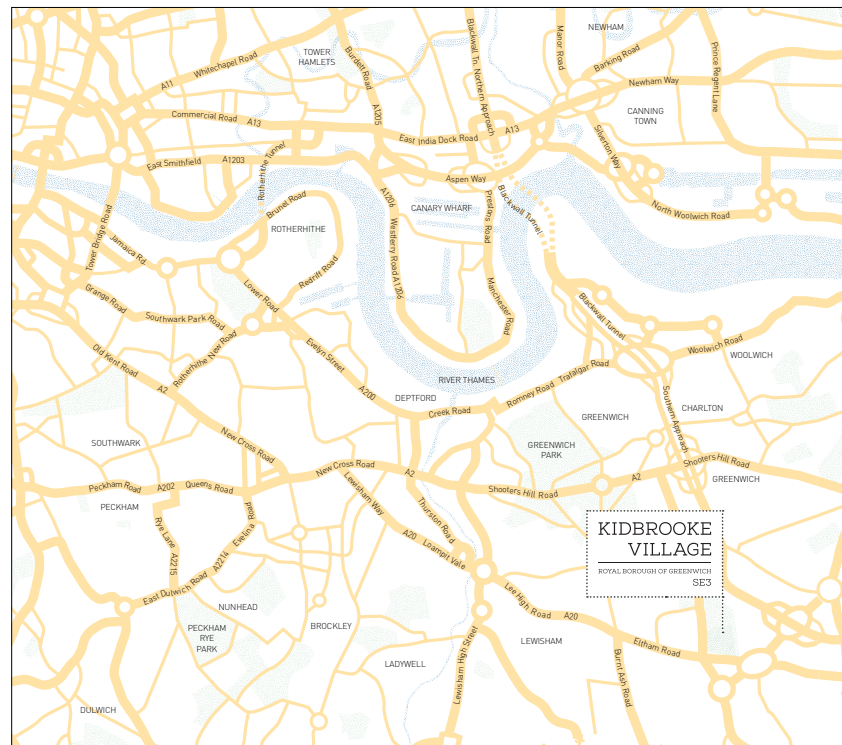 NEWHAM
Manor Road
Barking Road
Prince Regent Lane
Blackwall Tn. Northern Approach
TOWER
HAMLETS
Burdett Road
Whitechapel Road
A11
Newham Way
CANNING
TOWN
Commercial Road
A13
A1205
East India Dock Road
A13
Silverton Way
East Smithfield
A1203
Rotherhithe Tunnel
Aspen Way
A1206
Westferry Road A1206
CANARY WHARF
Prestons Road
Blackwall Tunnel
North Woolwich Road
Brunel Road
ROTHERHITHE
Tower Bridge Road
Jamaica Rd.
Redriff Road
Grange Road
Lower Road
Manchester Road
Blackwall Tunnel
Southwark Park Road
Rotherhithe New Road
Evelyn Street
A200
Old Kent Road
A2
Woolwich Road
WOOLWICH
RIVER THAMES
Romney Road
Trafalgar Road
DEPTFORD
Creek Road
GREENWICH
Southern Approach
CHARLTON
SOUTHWARK
New Cross Road
GREENWICH
PARK
New Cross Road
A2
Shooters Hill Road
A2
Shooters Hill Road
GREENWICH
Peckham Road
A202
Queens Road
PECKHAM
Lewisham Way
Thurston Road
A20
Loampit Vale
Rye Lane
A2215
Evelina
Road
A2214
East Dulwich Road
KIDBROOKE
VILLAGE
ROYAL BOROUGH OF GREENWICH
SE3
NUNHEAD
PECKHAM
RYE
PARK
BROCKLEY
Lee High Road
A20
LEWISHAM
Eltham Road
Lewisham High Street
Burnt Ash Road
LADYWELL
DULWICH